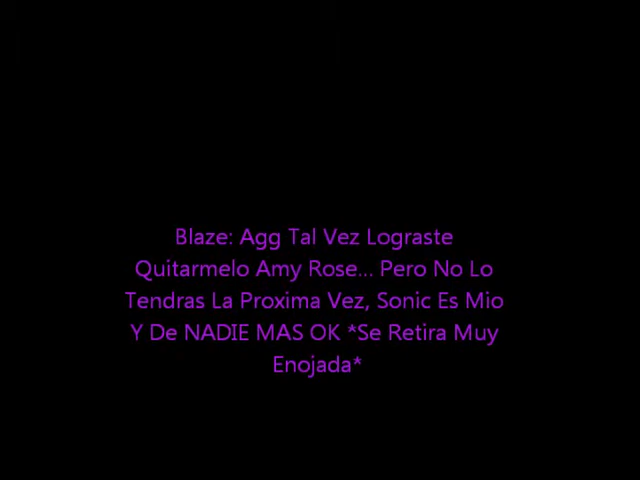 Blaze: Agg Tal Vez Lograste
Quitarmelo Amy Rose... Pero No Lo
Tendras La Proxima Vez, Sonic Es Mio
Y De NADIE MAS OK *Se Retira Muy
Enojada*